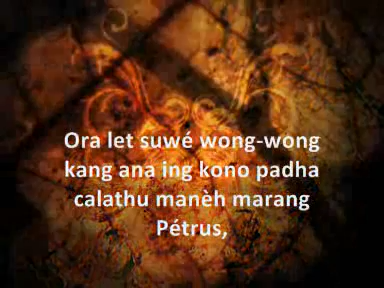 Ora let suwé wong-wong
kang ana ing kono padha
calathu manèh marang
Pétrus,